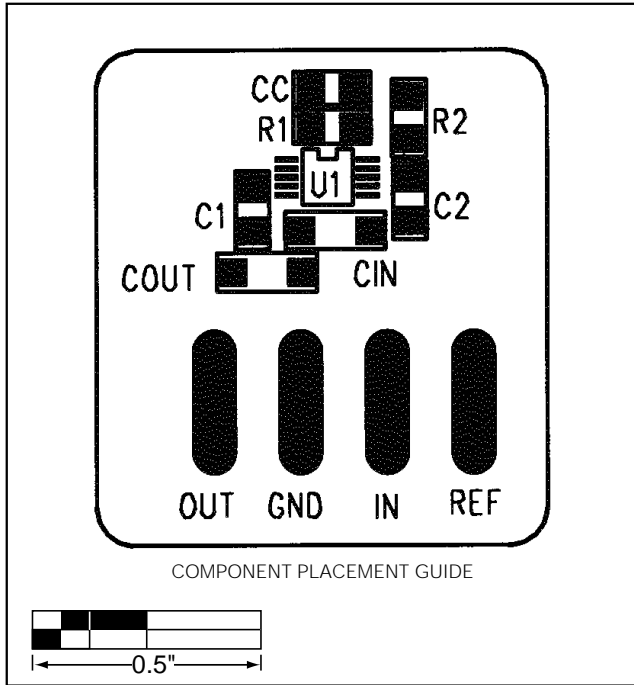 CC
R1
R2
U1
C1
C2
COUT
CIN
OUT GND IN REF
COMPONENT PLACEMENT GUIDE
0.5"